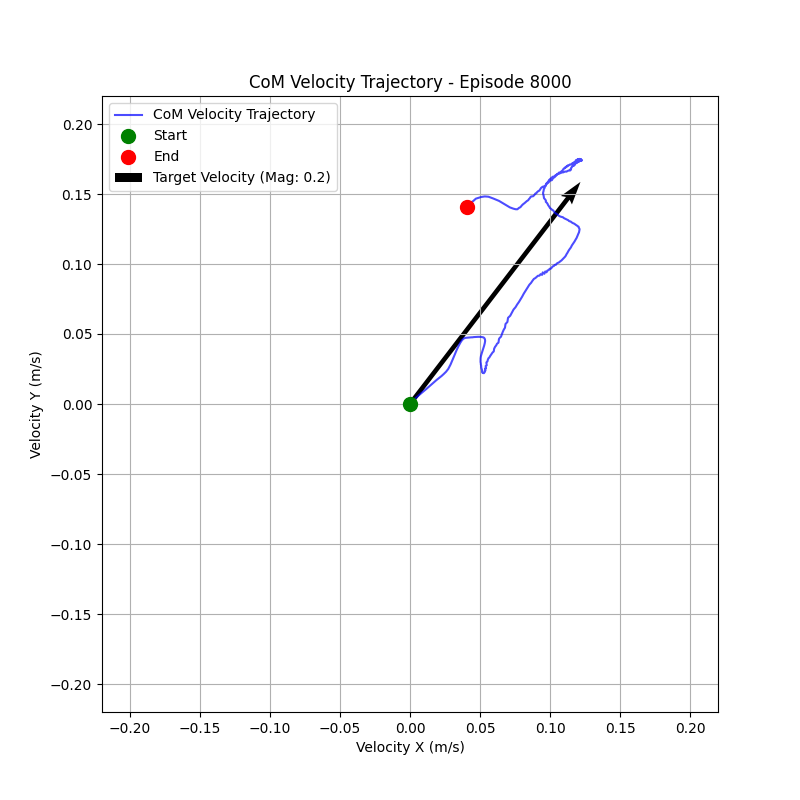 CoM Velocity Trajectory - Episode 8000
CoM Velocity Trajectory
Start
End
Target Velocity (Mag: 0.2)
0.20
0.15
0.10
0.05
0.00
−0.05
−0.10
−0.15
−0.20
Velocity Y (m/s)
−0.20 −0.15 −0.10 −0.05 0.00 0.05 0.10 0.15 0.20
Velocity X (m/s)